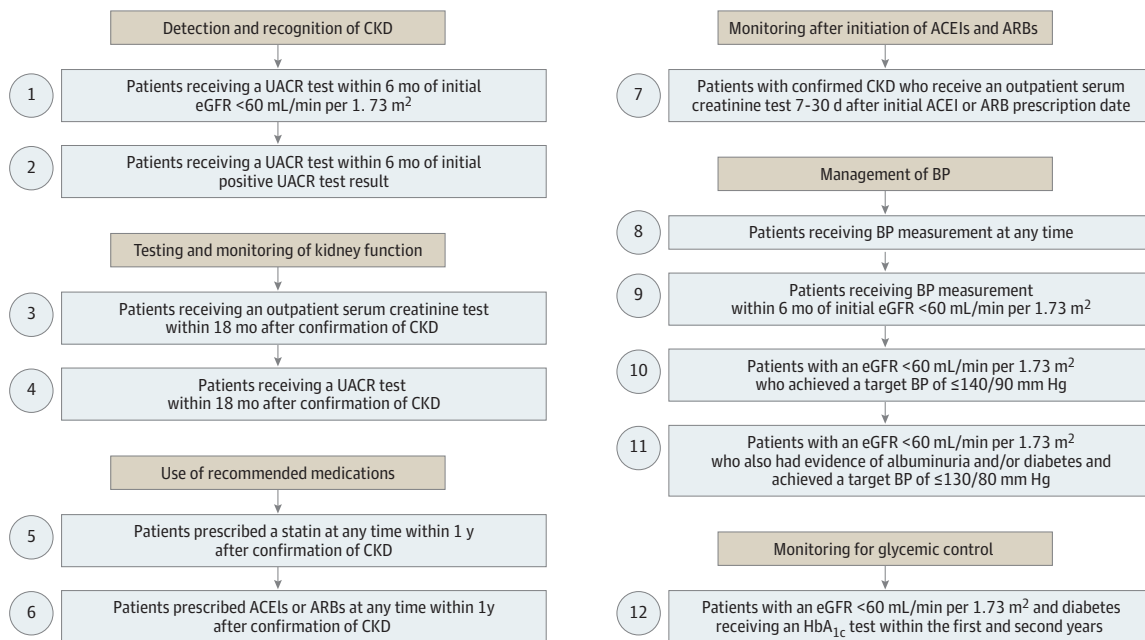 Detection and recognition of CKD
1
Patients receiving a UACR test within 6 mo of initial
eGFR <60 mL/min per 1. 73 m²
2
Patients receiving a UACR test within 6 mo of initial
positive UACR test result
Testing and monitoring of kidney function
3
Patients receiving an outpatient serum creatinine test
within 18 mo after confirmation of CKD
4
Patients receiving a UACR test
within 18 mo after confirmation of CKD
Use of recommended medications
5
Patients prescribed a statin at any time within 1 y
after confirmation of CKD
6
Patients prescribed ACEIs or ARBs at any time within 1y
after confirmation of CKD
Monitoring after initiation of ACEIs and ARBs
7
Patients with confirmed CKD who receive an outpatient serum
creatinine test 7-30 d after initial ACEI or ARB prescription date
Management of BP
8
Patients receiving BP measurement at any time
9
Patients receiving BP measurement
within 6 mo of initial eGFR <60 mL/min per 1.73 m²
10
Patients with an eGFR <60 mL/min per 1.73 m²
who achieved a target BP of ≤140/90 mm Hg
11
Patients with an eGFR <60 mL/min per 1.73 m²
who also had evidence of albuminuria and/or diabetes and
achieved a target BP of ≤130/80 mm Hg
Monitoring for glycemic control
12
Patients with an eGFR <60 mL/min per 1.73 m² and diabetes
receiving an HbA₁c test within the first and second years